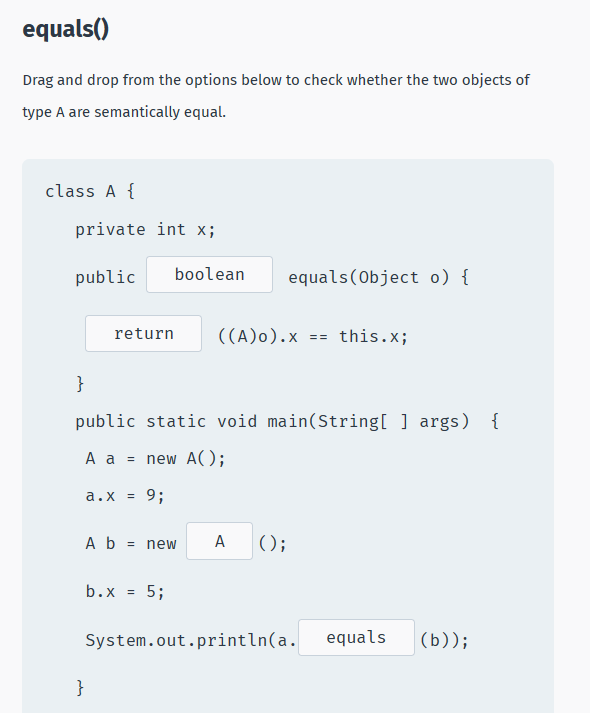 equals()
Drag and drop from the options below to check whether the two objects of
type A are semantically equal.
class A {
private int x;
public boolean equals(Object o) {
return ((A)o).x == this.x;
}
public static void main(String[ ] args) {
A a = new A();
a.x = 9;
A b = new A ();
b.x = 5;
System.out.println(a. equals (b));
}